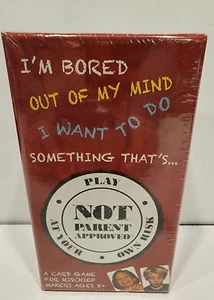 I'M BORED
OUT OF MY MIND
I WANT TO DO
SOMETHING THAT'S...
PLAY
NOT
PARENT
APPROVED
AT YOUR OWN RISK
A CARD GAME
FOR MISCHIEF
MAKERS AGES 8+